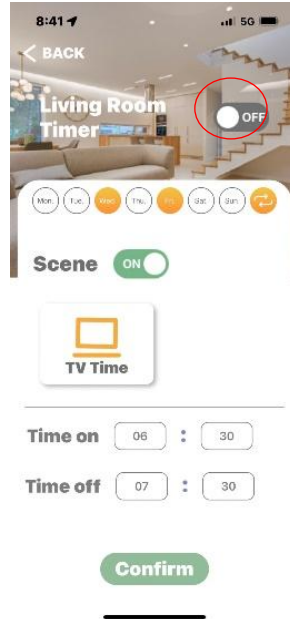 8:41
5G
BACK
Living Room
Timer
OFF
Mon. Tue. Wed Thu. Fri. Sat Sun
Scene ON
TV Time
Time on 06 : 30
Time off 07 : 30
Confirm